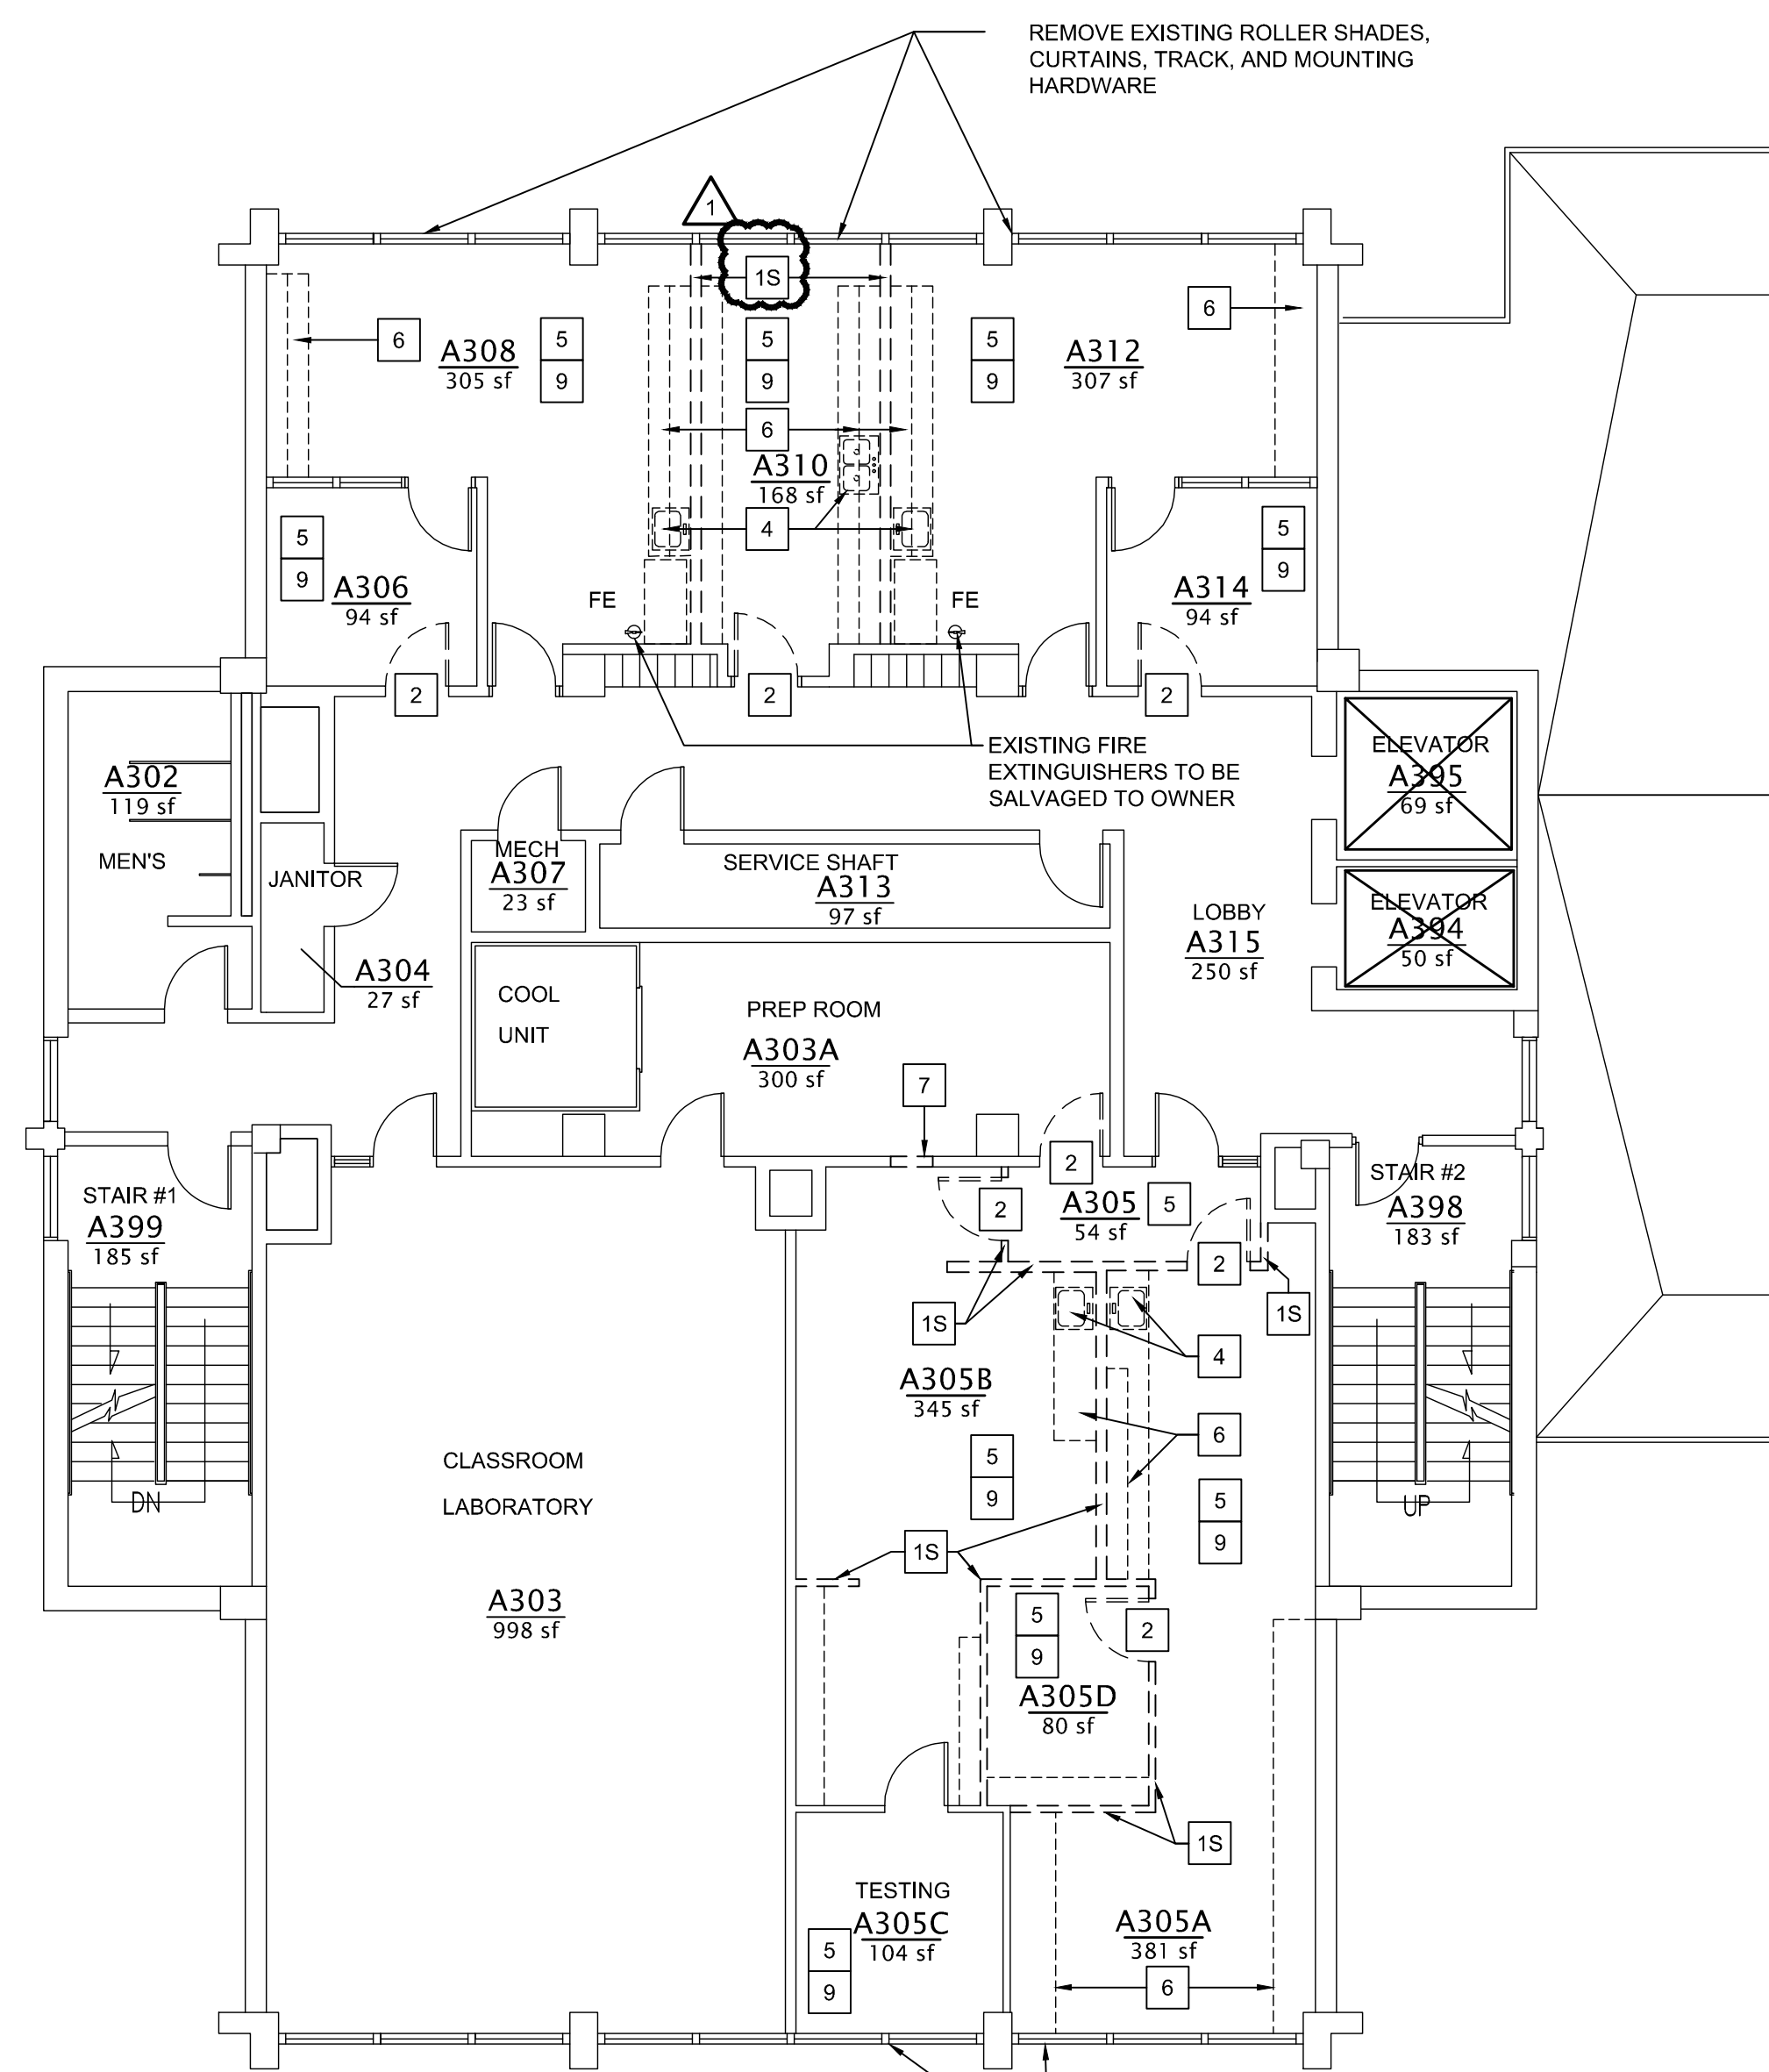 REMOVE EXISTING ROLLER SHADES,
CURTAINS, TRACK, AND MOUNTING
HARDWARE
1
1S
6
A308
305 sf
5
9
5
9
6
A310
168 sf
4
5
9
A312
307 sf
6
5
9
A306
94 sf
FE
FE
A314
94 sf
5
9
2
2
2
EXISTING FIRE
EXTINGUISHERS TO BE
SALVAGED TO OWNER
ELEVATOR
A395
69 sf
A302
119 sf
MEN'S
JANITOR
MECH
A307
23 sf
SERVICE SHAFT
A313
97 sf
LOBBY
A315
250 sf
ELEVATOR
A394
50 sf
A304
27 sf
COOL
UNIT
PREP ROOM
A303A
300 sf
7
2
STAIR #1
A399
185 sf
2
A305
54 sf
5
2
STAIR #2
A398
183 sf
1S
1S
4
A305B
345 sf
6
5
9
5
9
CLASSROOM
LABORATORY
DN
UP
1S
A303
998 sf
5
9
2
A305D
80 sf
1S
TESTING
A305C
104 sf
5
9
A305A
381 sf
6